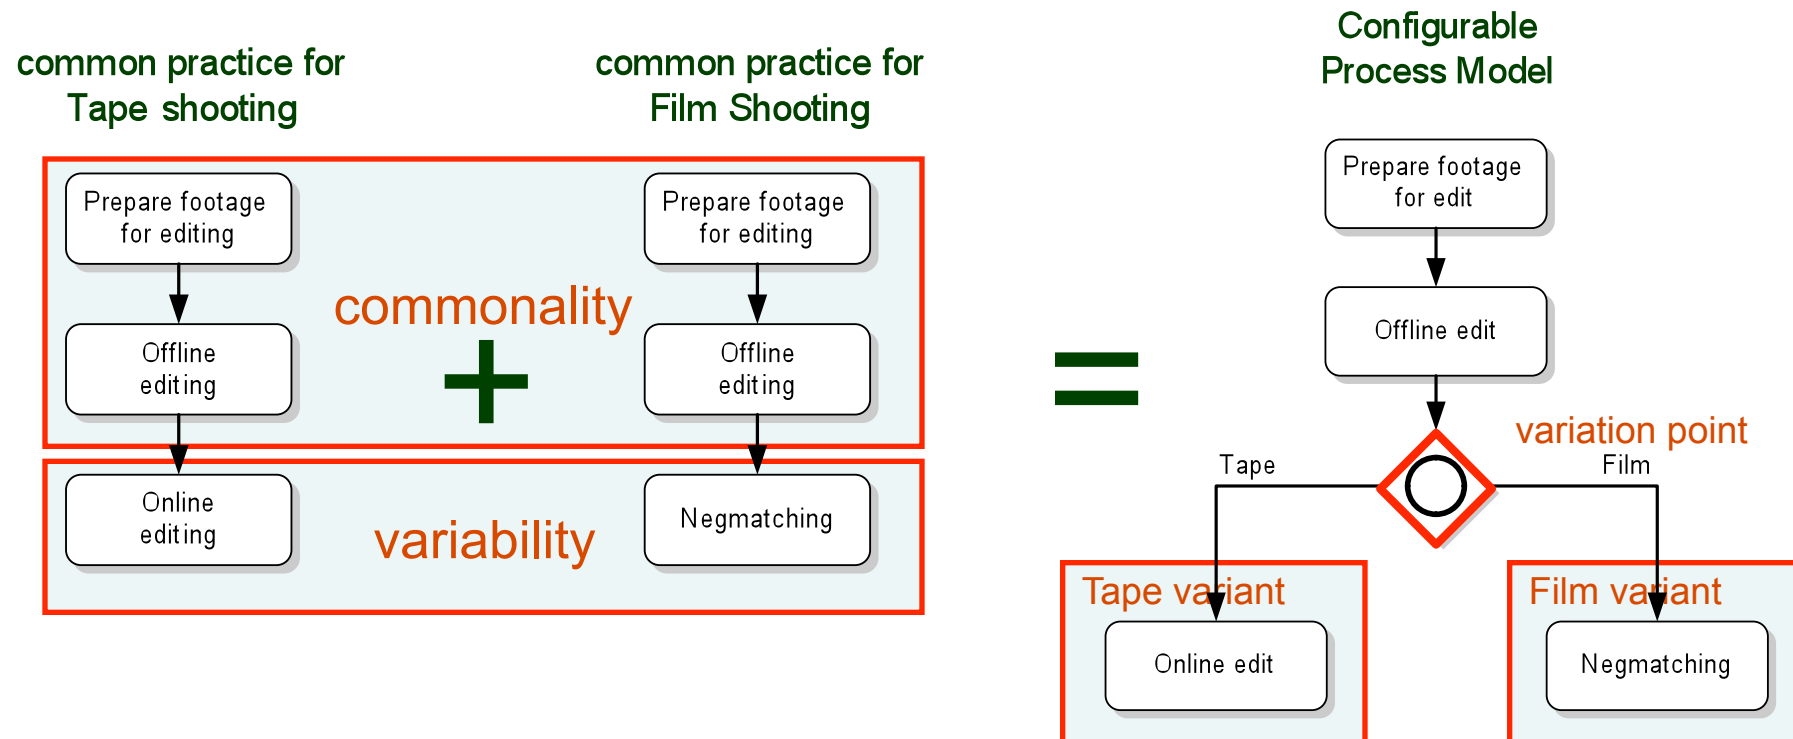 common practice for
Tape shooting
common practice for
Film Shooting
Prepare footage
for editing
Prepare footage
for editing
commonality
Offline
editing
+
Offline
editing
Online
editing
variability
Negmatching
=
Configurable
Process Model
Prepare footage
for edit
Offline edit
variation point
Tape
Film
Tape variant
Film variant
Online edit
Negmatching